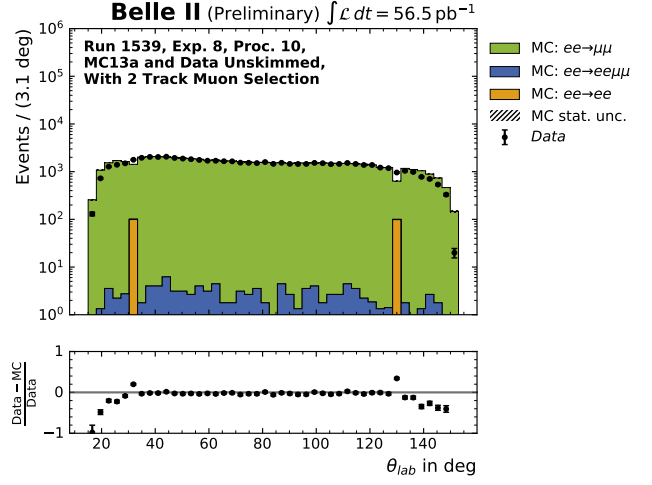 Belle II (Preliminary) ∫ℒ dt = 56.5 pb⁻¹
Run 1539, Exp. 8, Proc. 10,
MC13a and Data Unskimmed,
With 2 Track Muon Selection
MC: ee→μμ
MC: ee→eeμμ
MC: ee→ee
MC stat. unc.
Data
Events / (3.1 deg)
10⁶
10⁵
10⁴
10³
10²
10¹
10⁰
Data − MC
Data
1
0
−1
20 40 60 80 100 120 140
θ_lab in deg